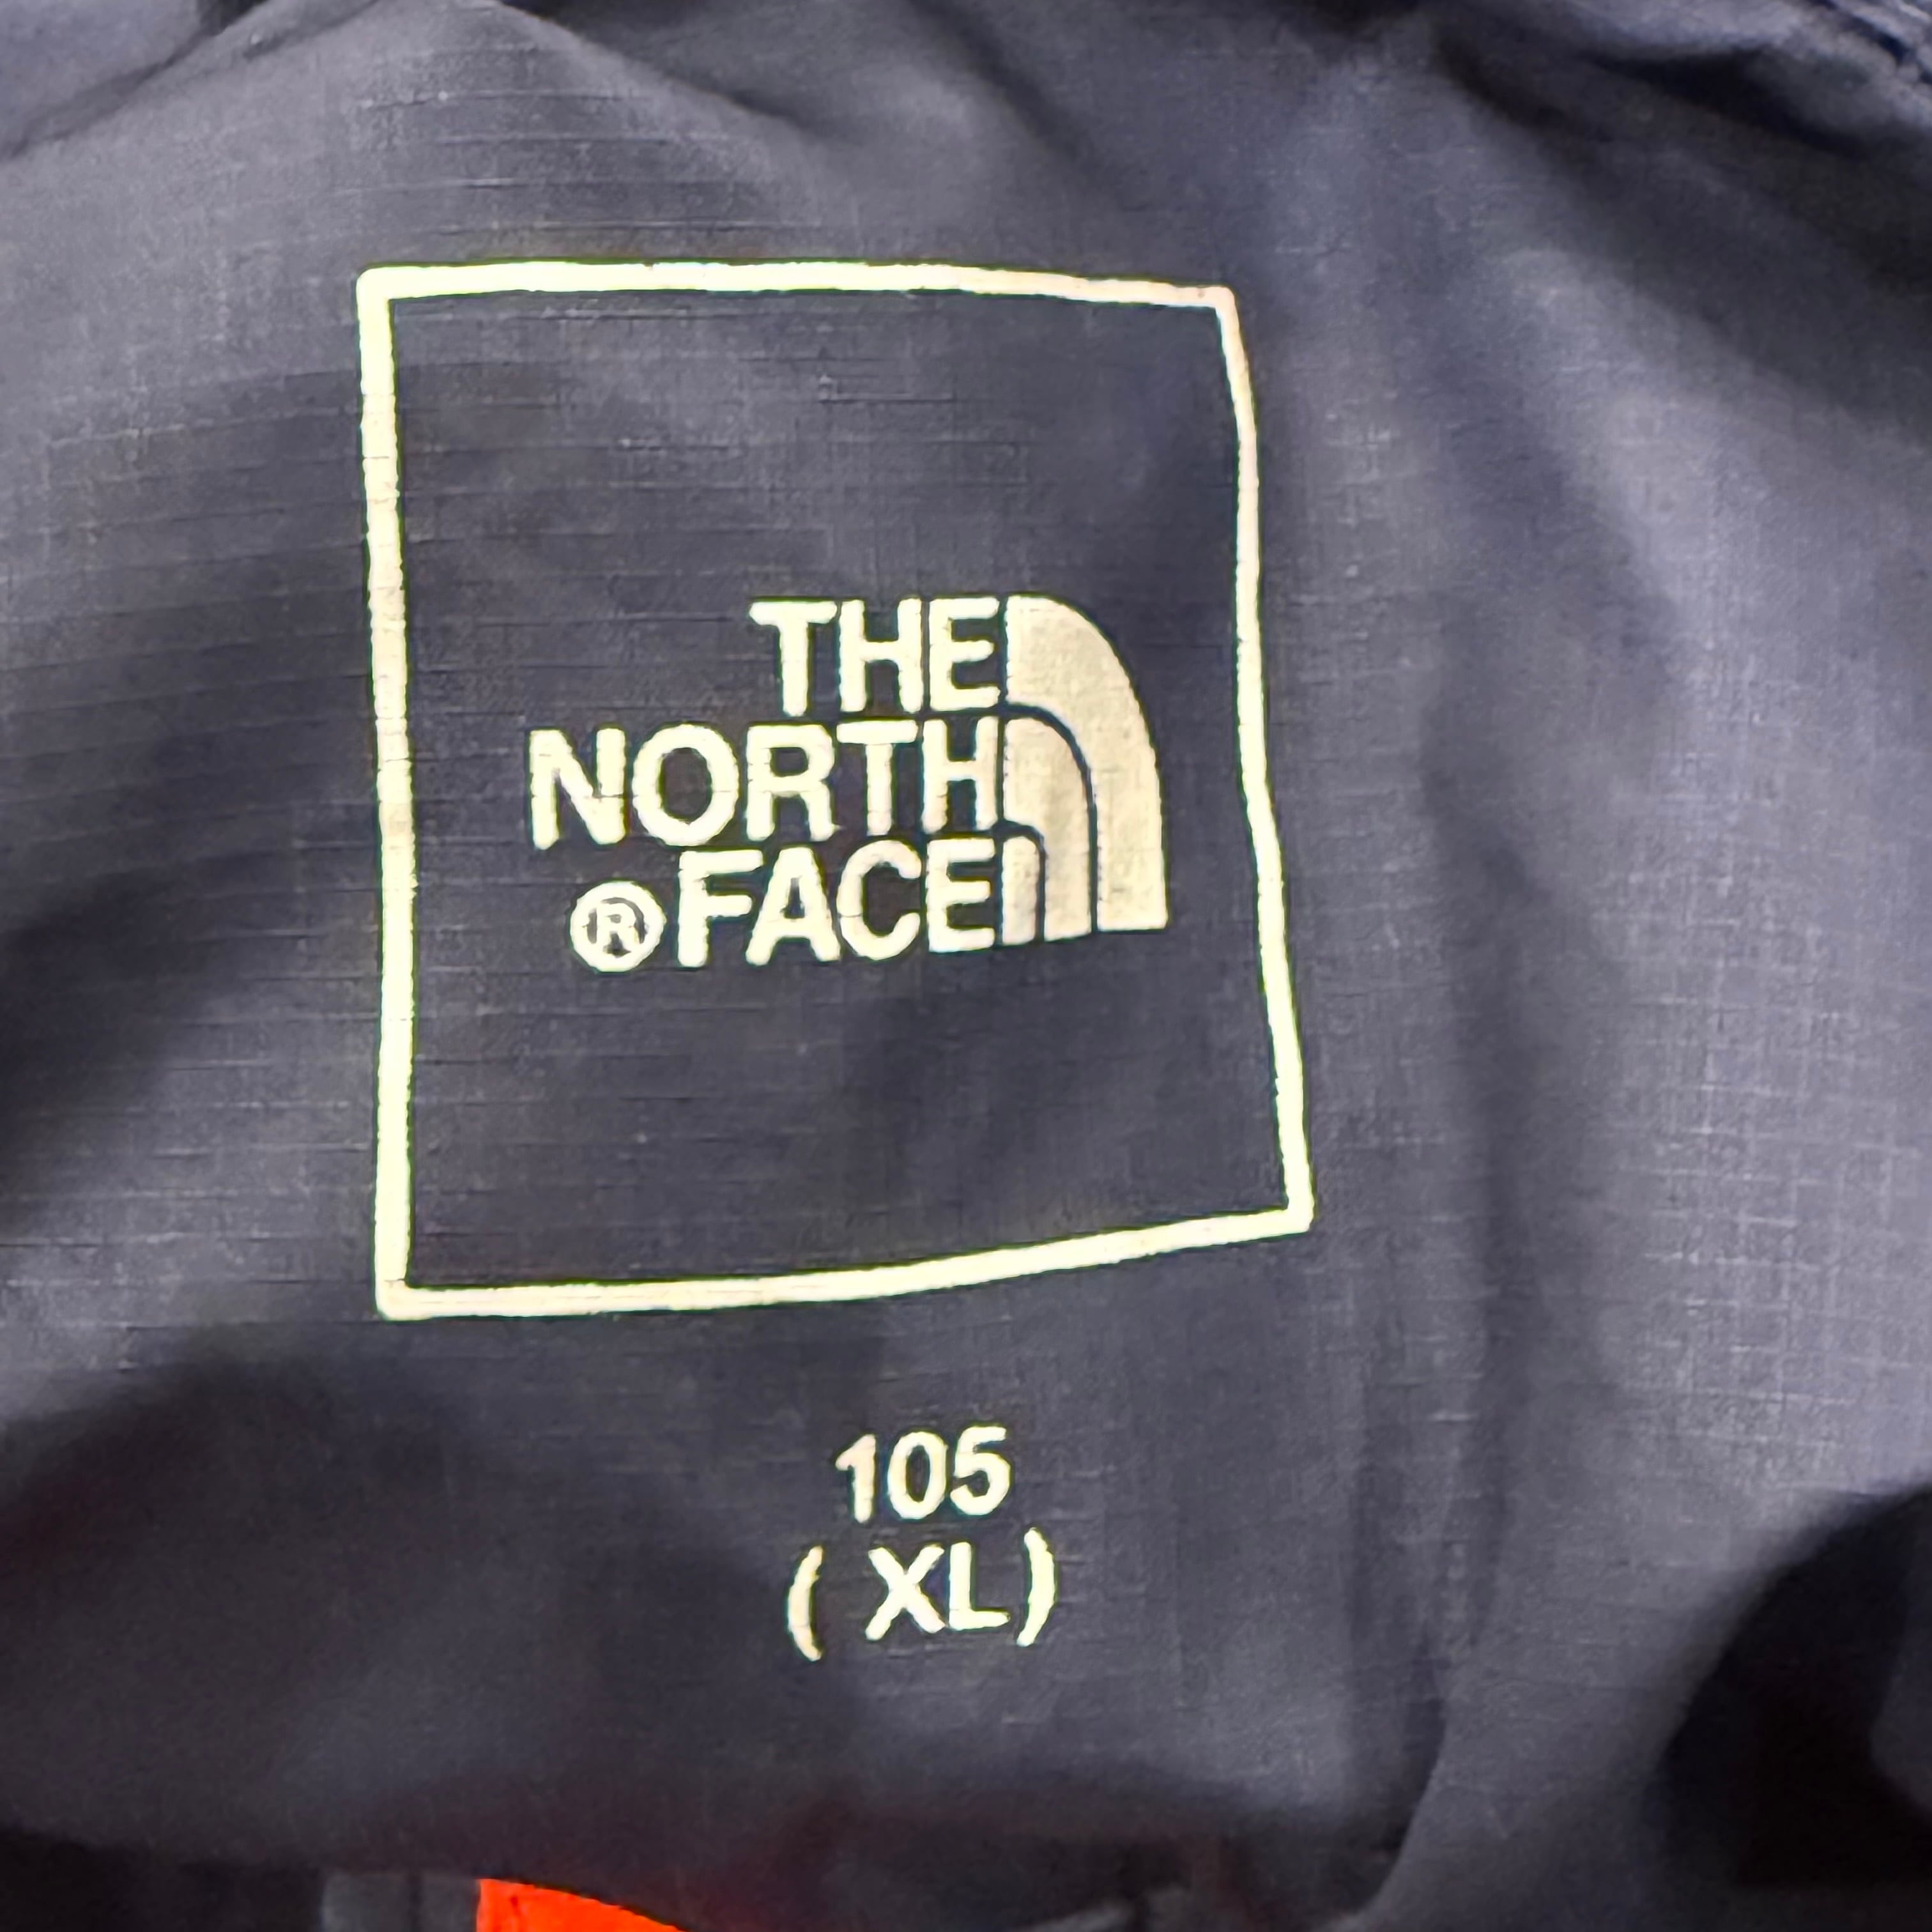 THE
NORTH
®FACE
105
( XL)